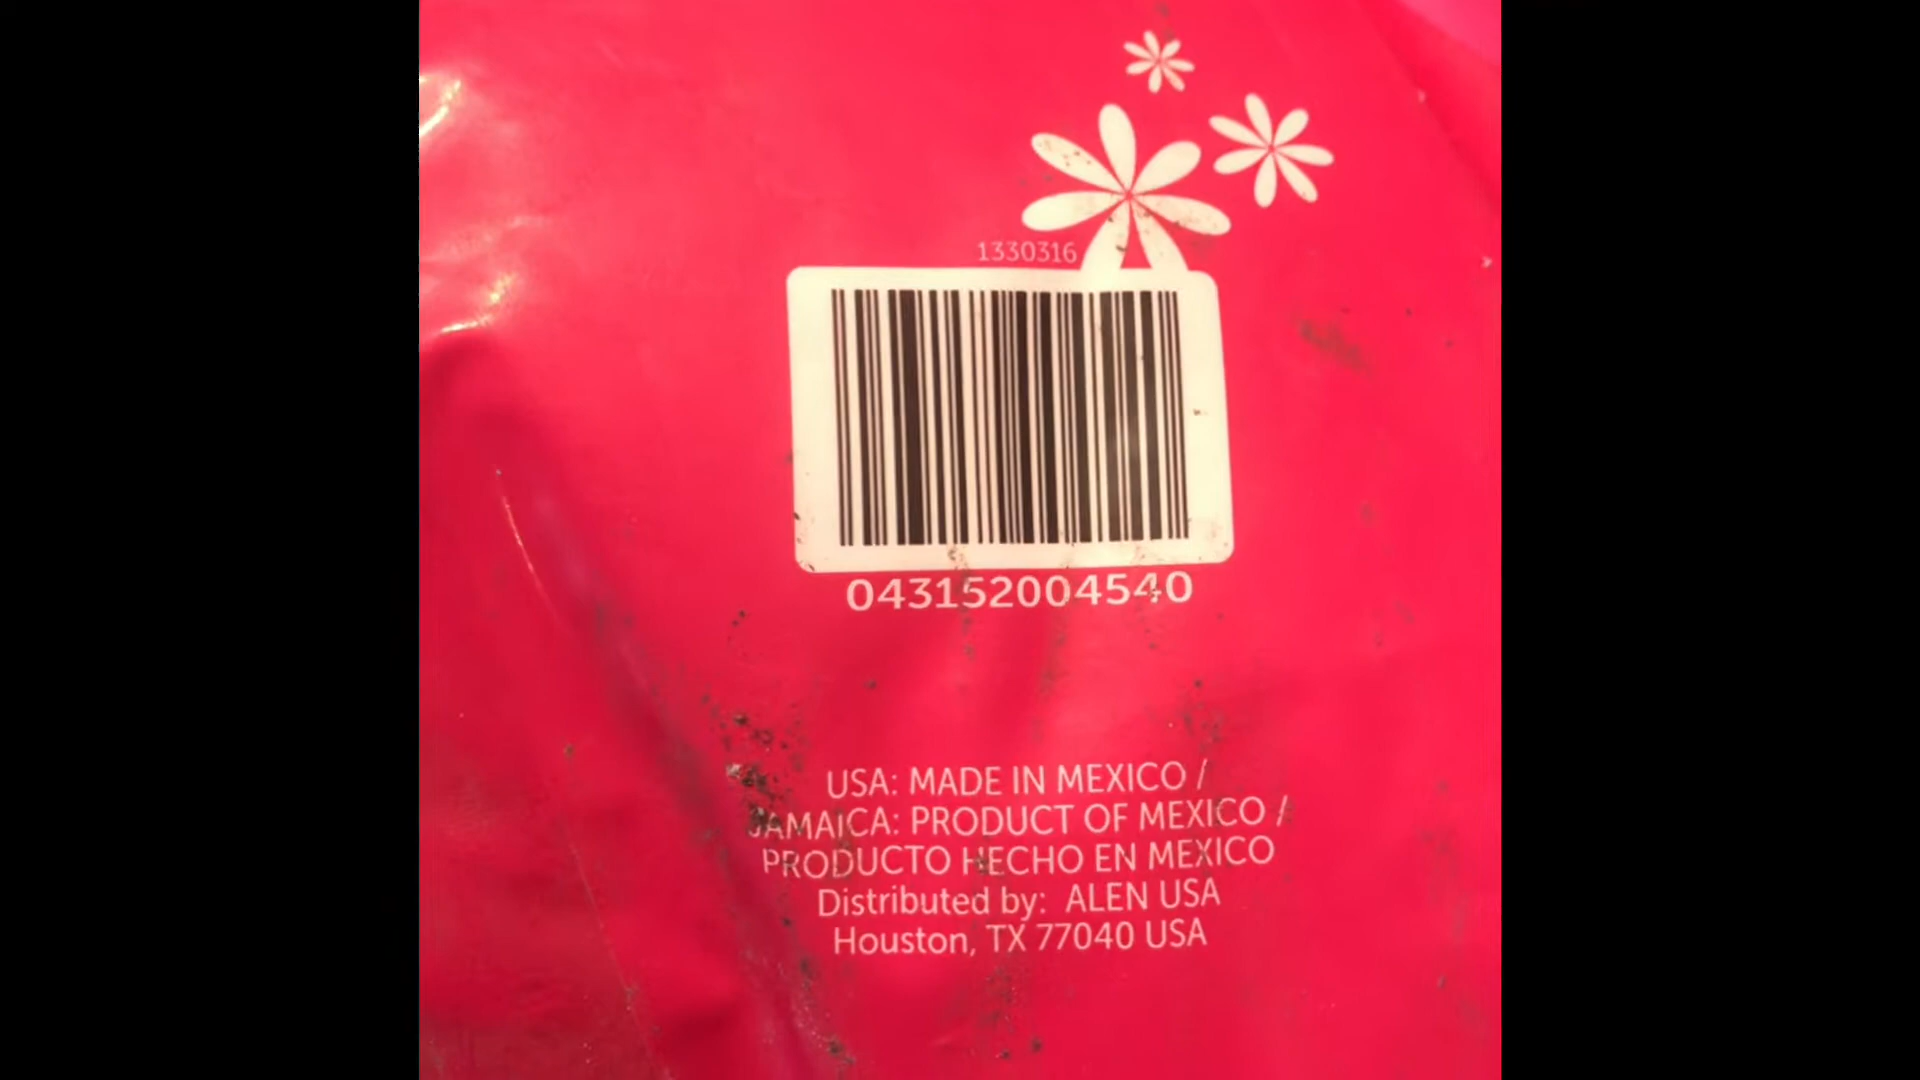 1330316
043152004540
USA: MADE IN MEXICO /
JAMAICA: PRODUCT OF MEXICO /
PRODUCTO HECHO EN MEXICO
Distributed by: ALEN USA
Houston, TX 77040 USA